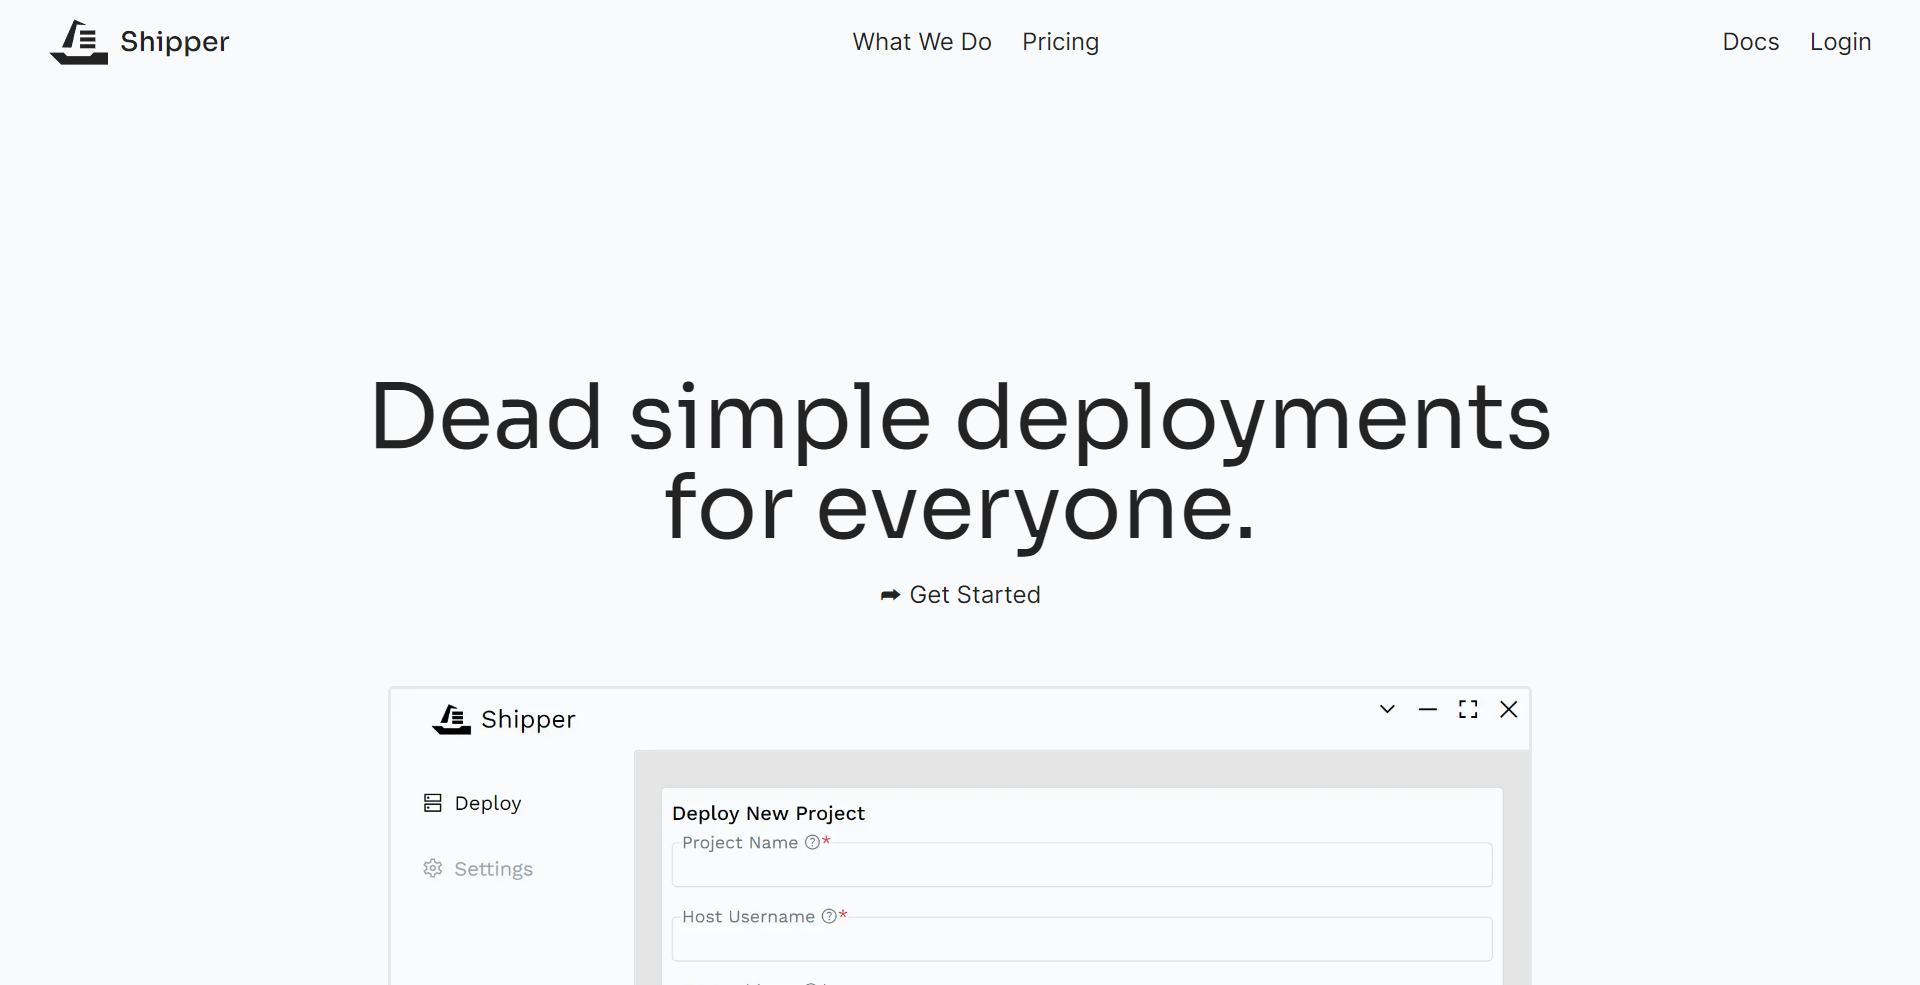 Shipper
What We Do
Pricing
Docs
Login
Dead simple deployments
for everyone.
➦ Get Started
Shipper
Deploy
Settings
Deploy New Project
Project Name ?*
Host Username ?*